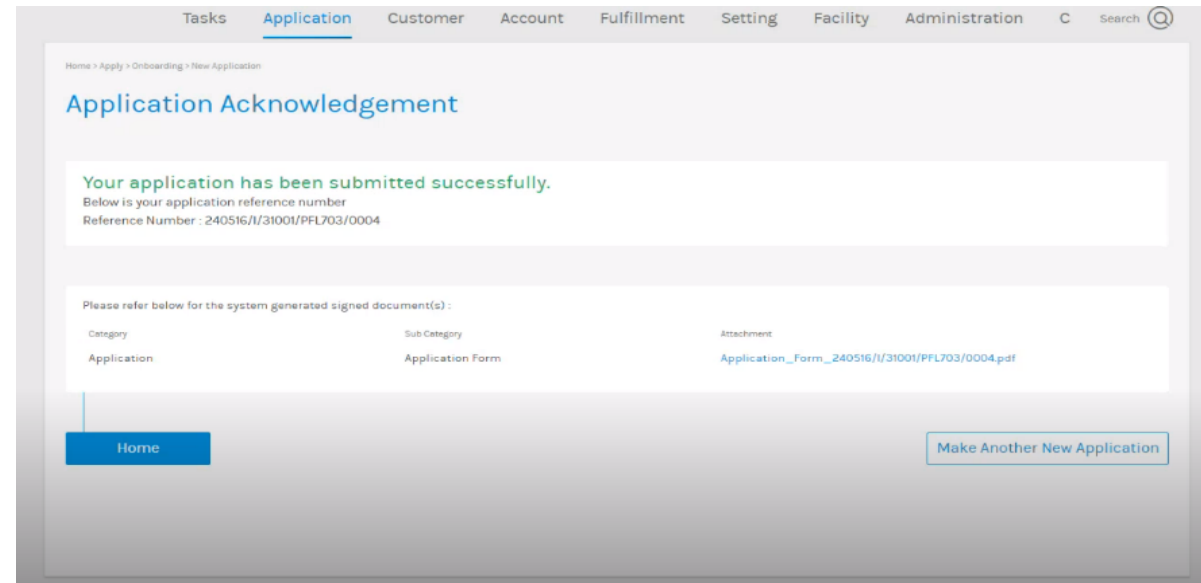 Tasks Application Customer Account Fulfillment Setting Facility Administration C Search
Home > Apply > Onboarding > New Application
Application Acknowledgement
Your application has been submitted successfully.
Below is your application reference number
Reference Number : 240516/I/31001/PFL703/0004
Please refer below for the system generated signed document(s) :
Category Sub Category Attachment
Application Application Form Application_Form_240516/I/31001/PFL703/0004.pdf
Home Make Another New Application